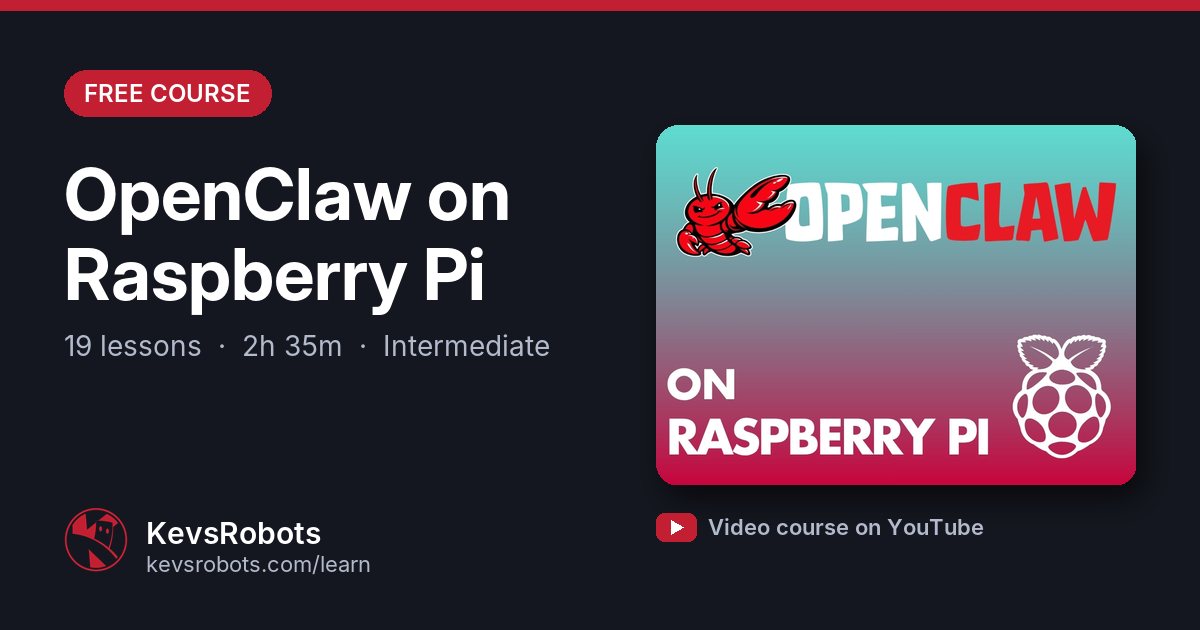 FREE COURSE
OpenClaw on
Raspberry Pi
19 lessons · 2h 35m · Intermediate
OPENCLAW
ON
RASPBERRY PI
Video course on YouTube
KevsRobots
kevsrobots.com/learn